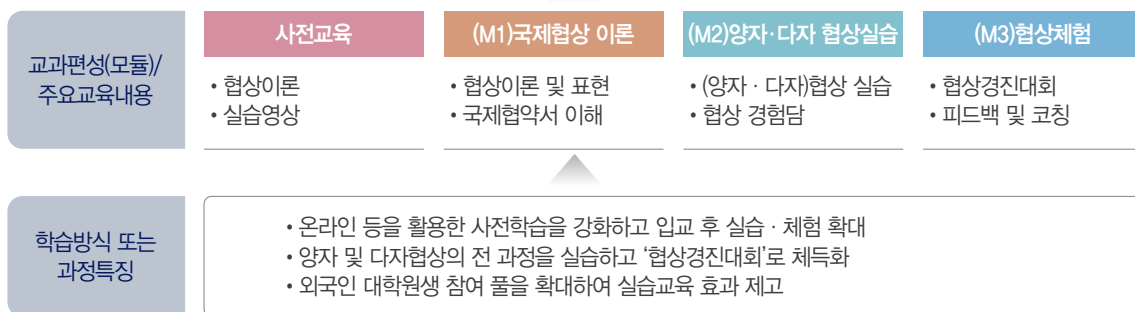 교과편성(모듈)/
주요교육내용
사전교육
• 협상이론
• 실습영상
(M1)국제협상 이론
• 협상이론 및 표현
• 국제협약서 이해
(M2)양자·다자 협상실습
• (양자 · 다자)협상 실습
• 협상 경험담
(M3)협상체험
• 협상경진대회
• 피드백 및 코칭
학습방식 또는
과정특징
• 온라인 등을 활용한 사전학습을 강화하고 입교 후 실습 · 체험 확대
• 양자 및 다자협상의 전 과정을 실습하고 ‘협상경진대회’로 체득화
• 외국인 대학원생 참여 풀을 확대하여 실습교육 효과 제고